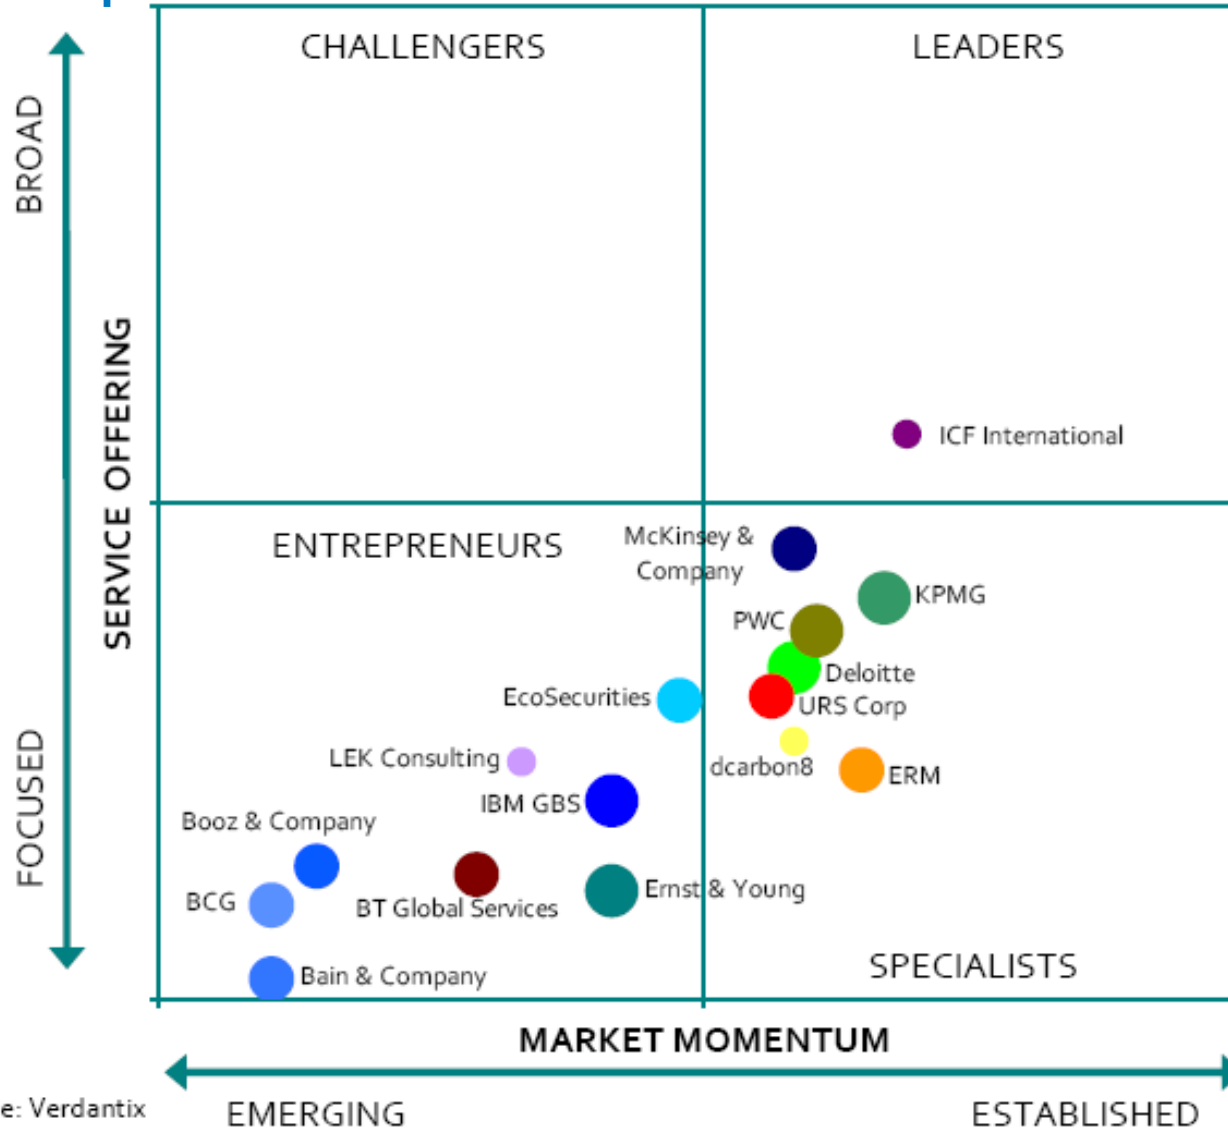 CHALLENGERS
LEADERS
BROAD
SERVICE OFFERING
FOCUSED
ICF International
ENTREPRENEURS
McKinsey &
Company
KPMG
PWC
Deolitte
EcoSecurities
URS Corp
LEK Consulting
dcarbon8
ERM
IBM GBS
Booz & Company
BCG
BT Global Services
Ernst & Young
Bain & Company
SPECIALISTS
MARKET MOMENTUM
e: Verdantix
EMERGING
ESTABLISHED